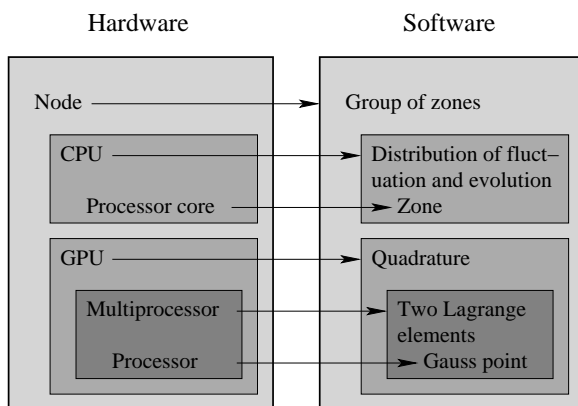 Hardware
Software
Node
Group of zones
CPU
Distribution of fluct–
uation and evolution
Processor core
Zone
GPU
Quadrature
Multiprocessor
Two Lagrange
elements
Processor
Gauss point